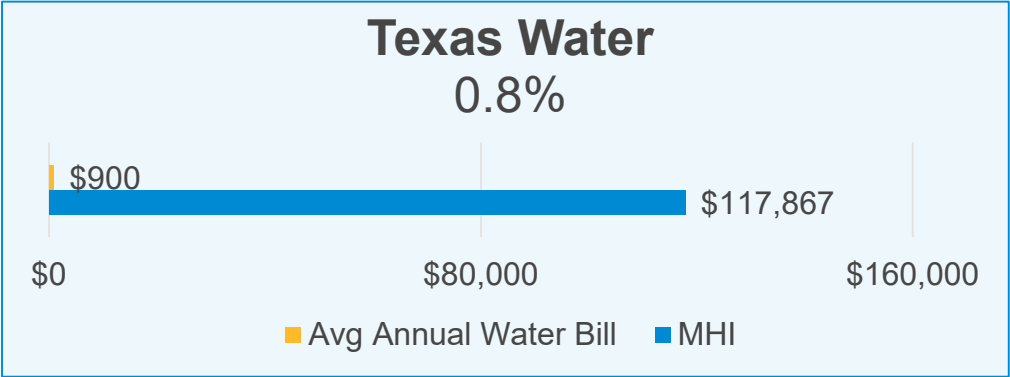 Texas Water
0.8%
$900
$117,867
$0 $80,000 $160,000
Avg Annual Water Bill MHI